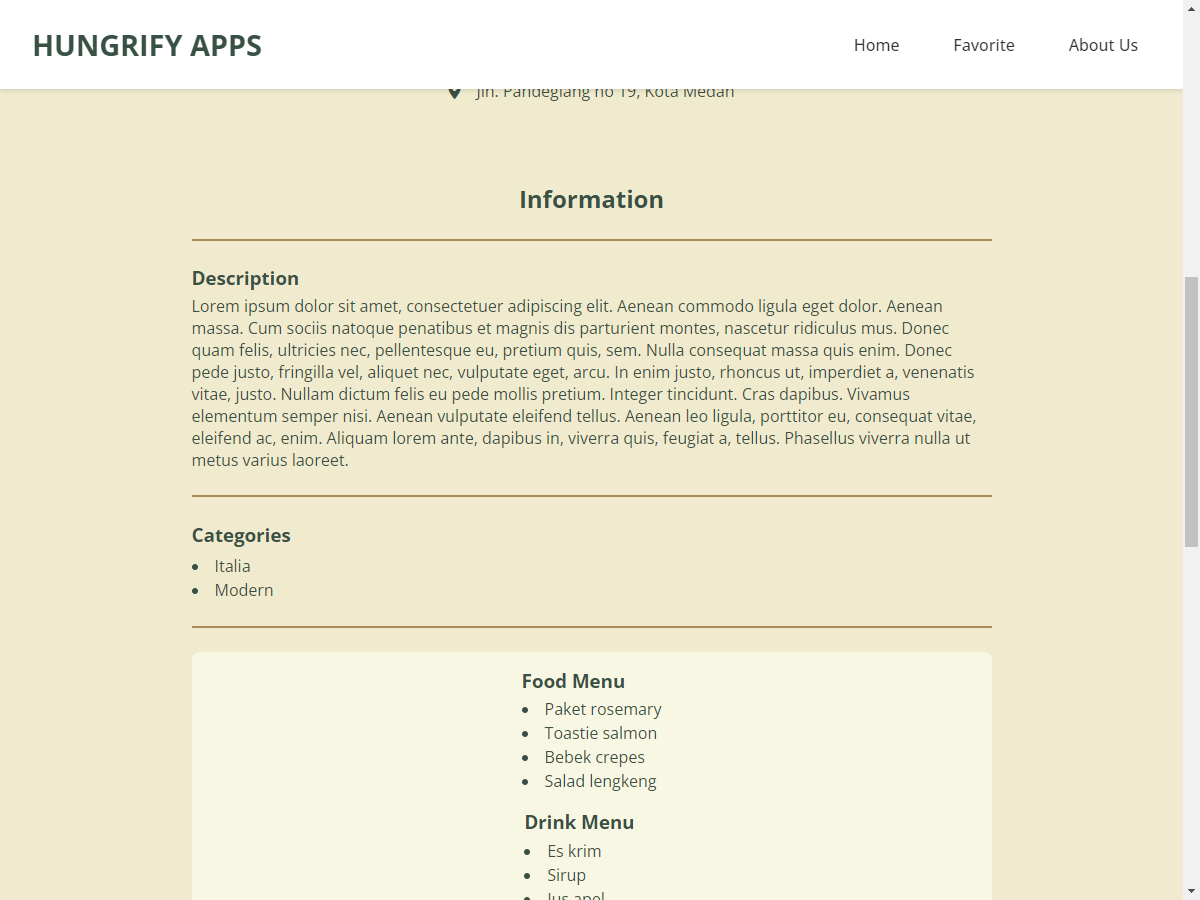 HUNGRIFY APPS
Home
Favorite
About Us
Jln. Pandeglang no 19, Kota Medan
Information
Description
Lorem ipsum dolor sit amet, consectetuer adipiscing elit. Aenean commodo ligula eget dolor. Aenean
massa. Cum sociis natoque penatibus et magnis dis parturient montes, nascetur ridiculus mus. Donec
quam felis, ultricies nec, pellentesque eu, pretium quis, sem. Nulla consequat massa quis enim. Donec
pede justo, fringilla vel, aliquet nec, vulputate eget, arcu. In enim justo, rhoncus ut, imperdiet a, venenatis
vitae, justo. Nullam dictum felis eu pede mollis pretium. Integer tincidunt. Cras dapibus. Vivamus
elementum semper nisi. Aenean vulputate eleifend tellus. Aenean leo ligula, porttitor eu, consequat vitae,
eleifend ac, enim. Aliquam lorem ante, dapibus in, viverra quis, feugiat a, tellus. Phasellus viverra nulla ut
metus varius laoreet.
Categories
Italia
Modern
Food Menu
Paket rosemary
Toastie salmon
Bebek crepes
Salad lengkeng
Drink Menu
Es krim
Sirup
Jus apel